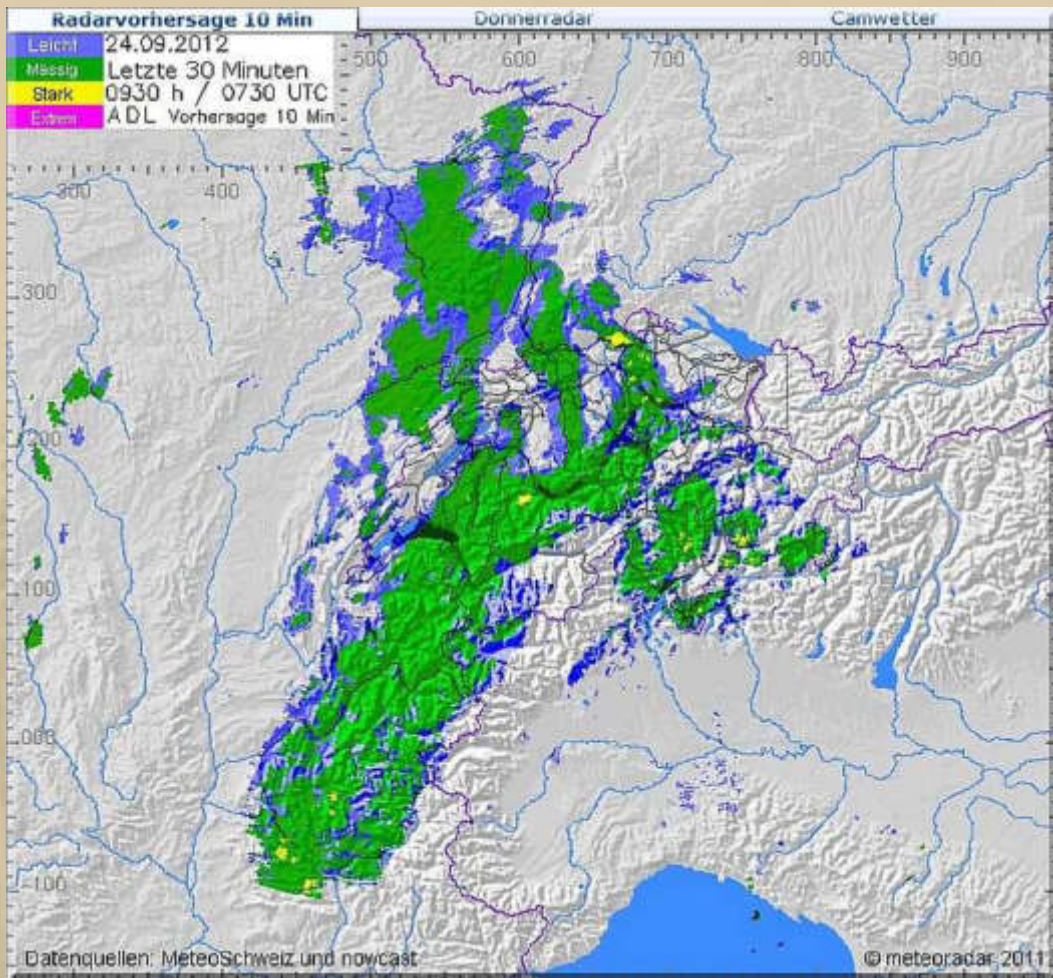 Radarvorhersage 10 Min Donnerradar Camwetter
Leicht 24.09.2012
Mässig Letzte 30 Minuten
Stark 0930 h / 0730 UTC
Extrem ADL Vorhersage 10 Min
500 600 700 800 900
300 400
300
200
100
000
-100
Datenquellen: MeteoSchweiz und nowcast © meteoradar 2011